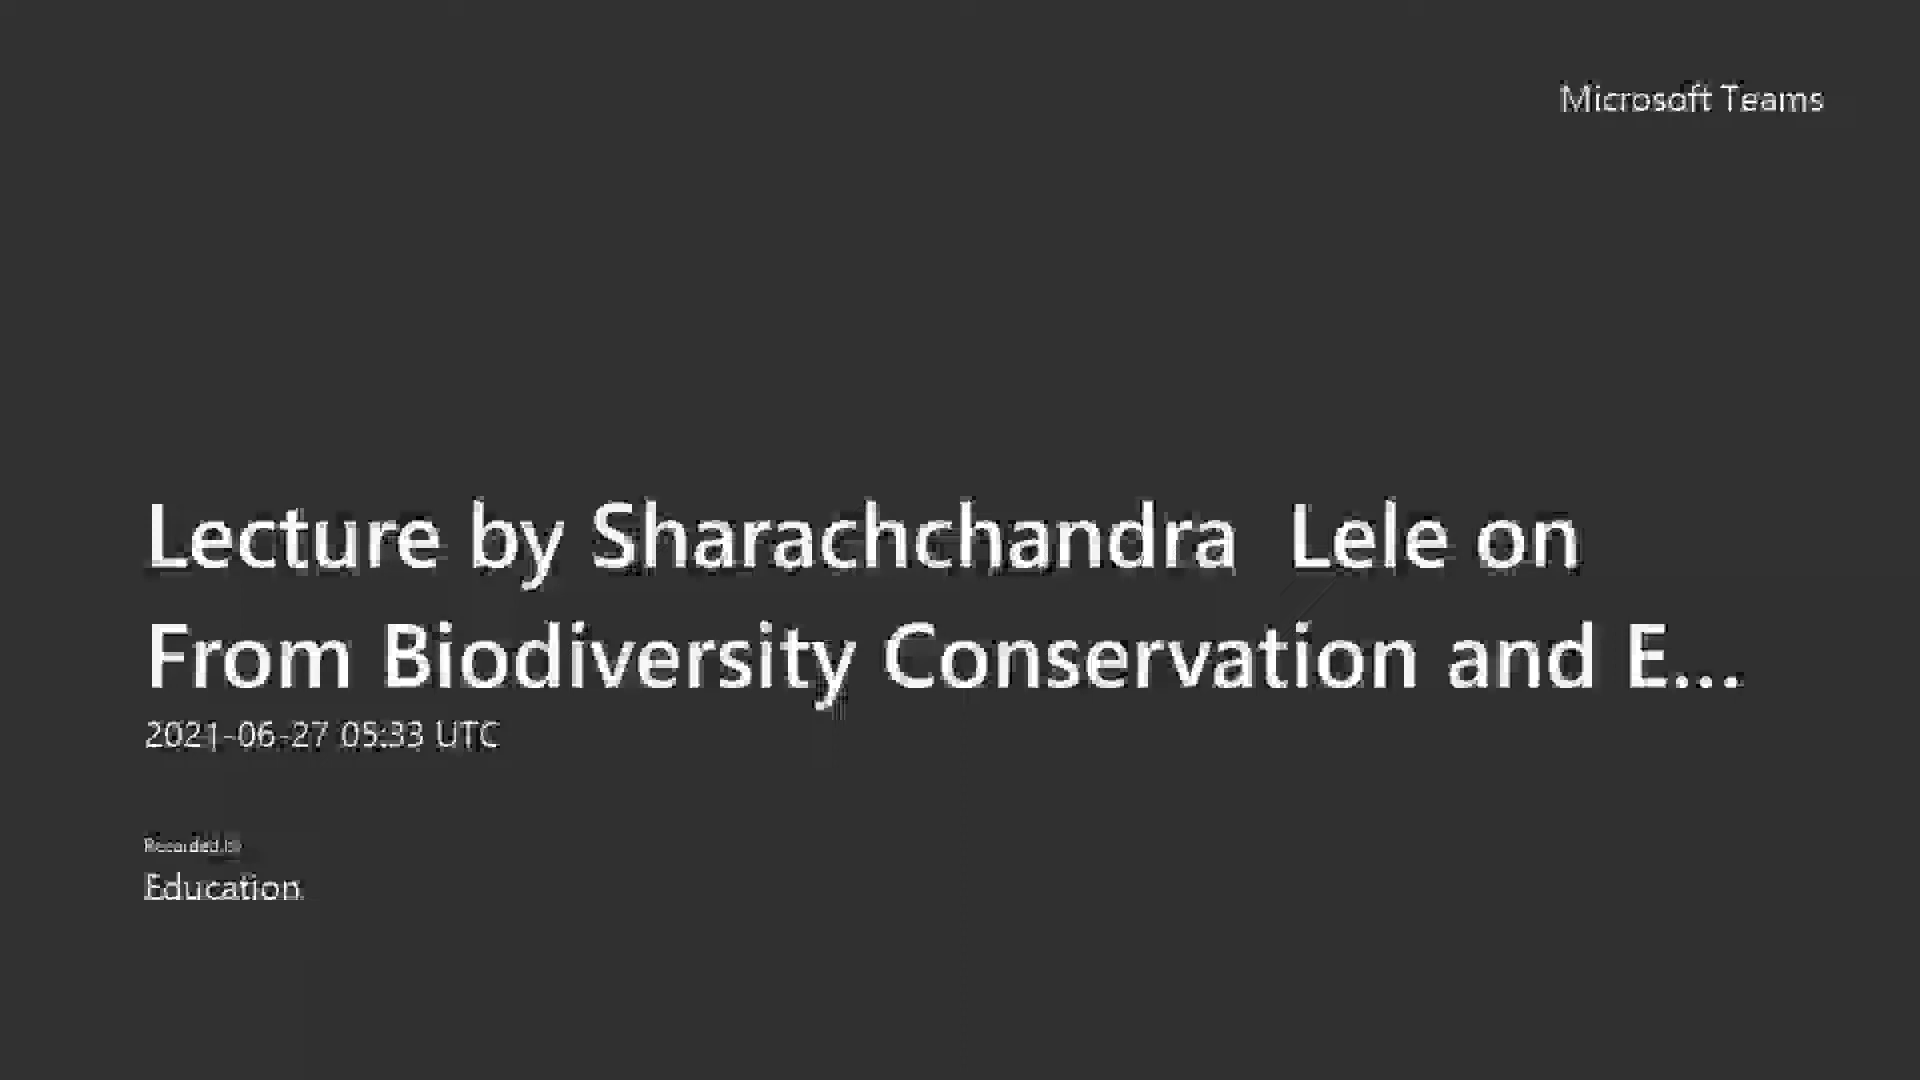 Microsoft Teams
Lecture by Sharachchandra Lele on
From Biodiversity Conservation and E...
2021-06-27 05:33 UTC
Recorded by
Education